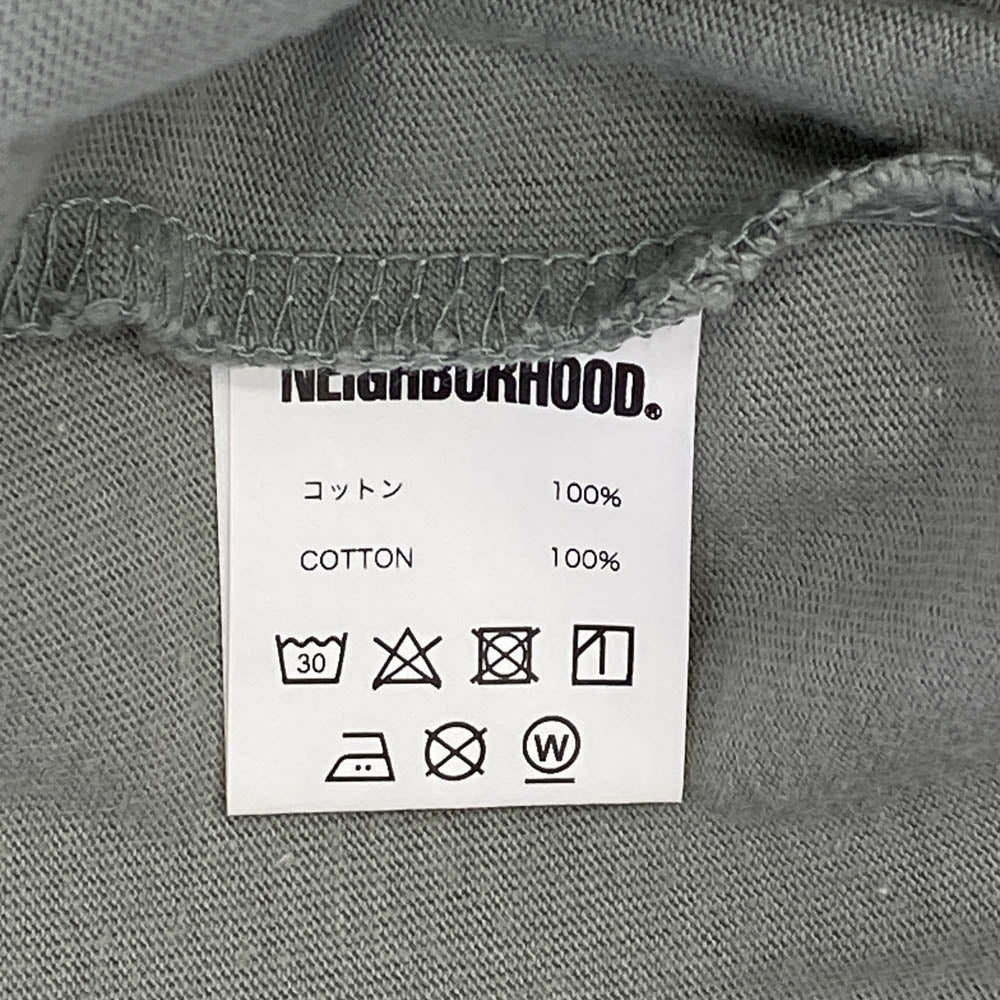 NEIGHBORHOOD®
コットン 100%
COTTON 100%
30
W